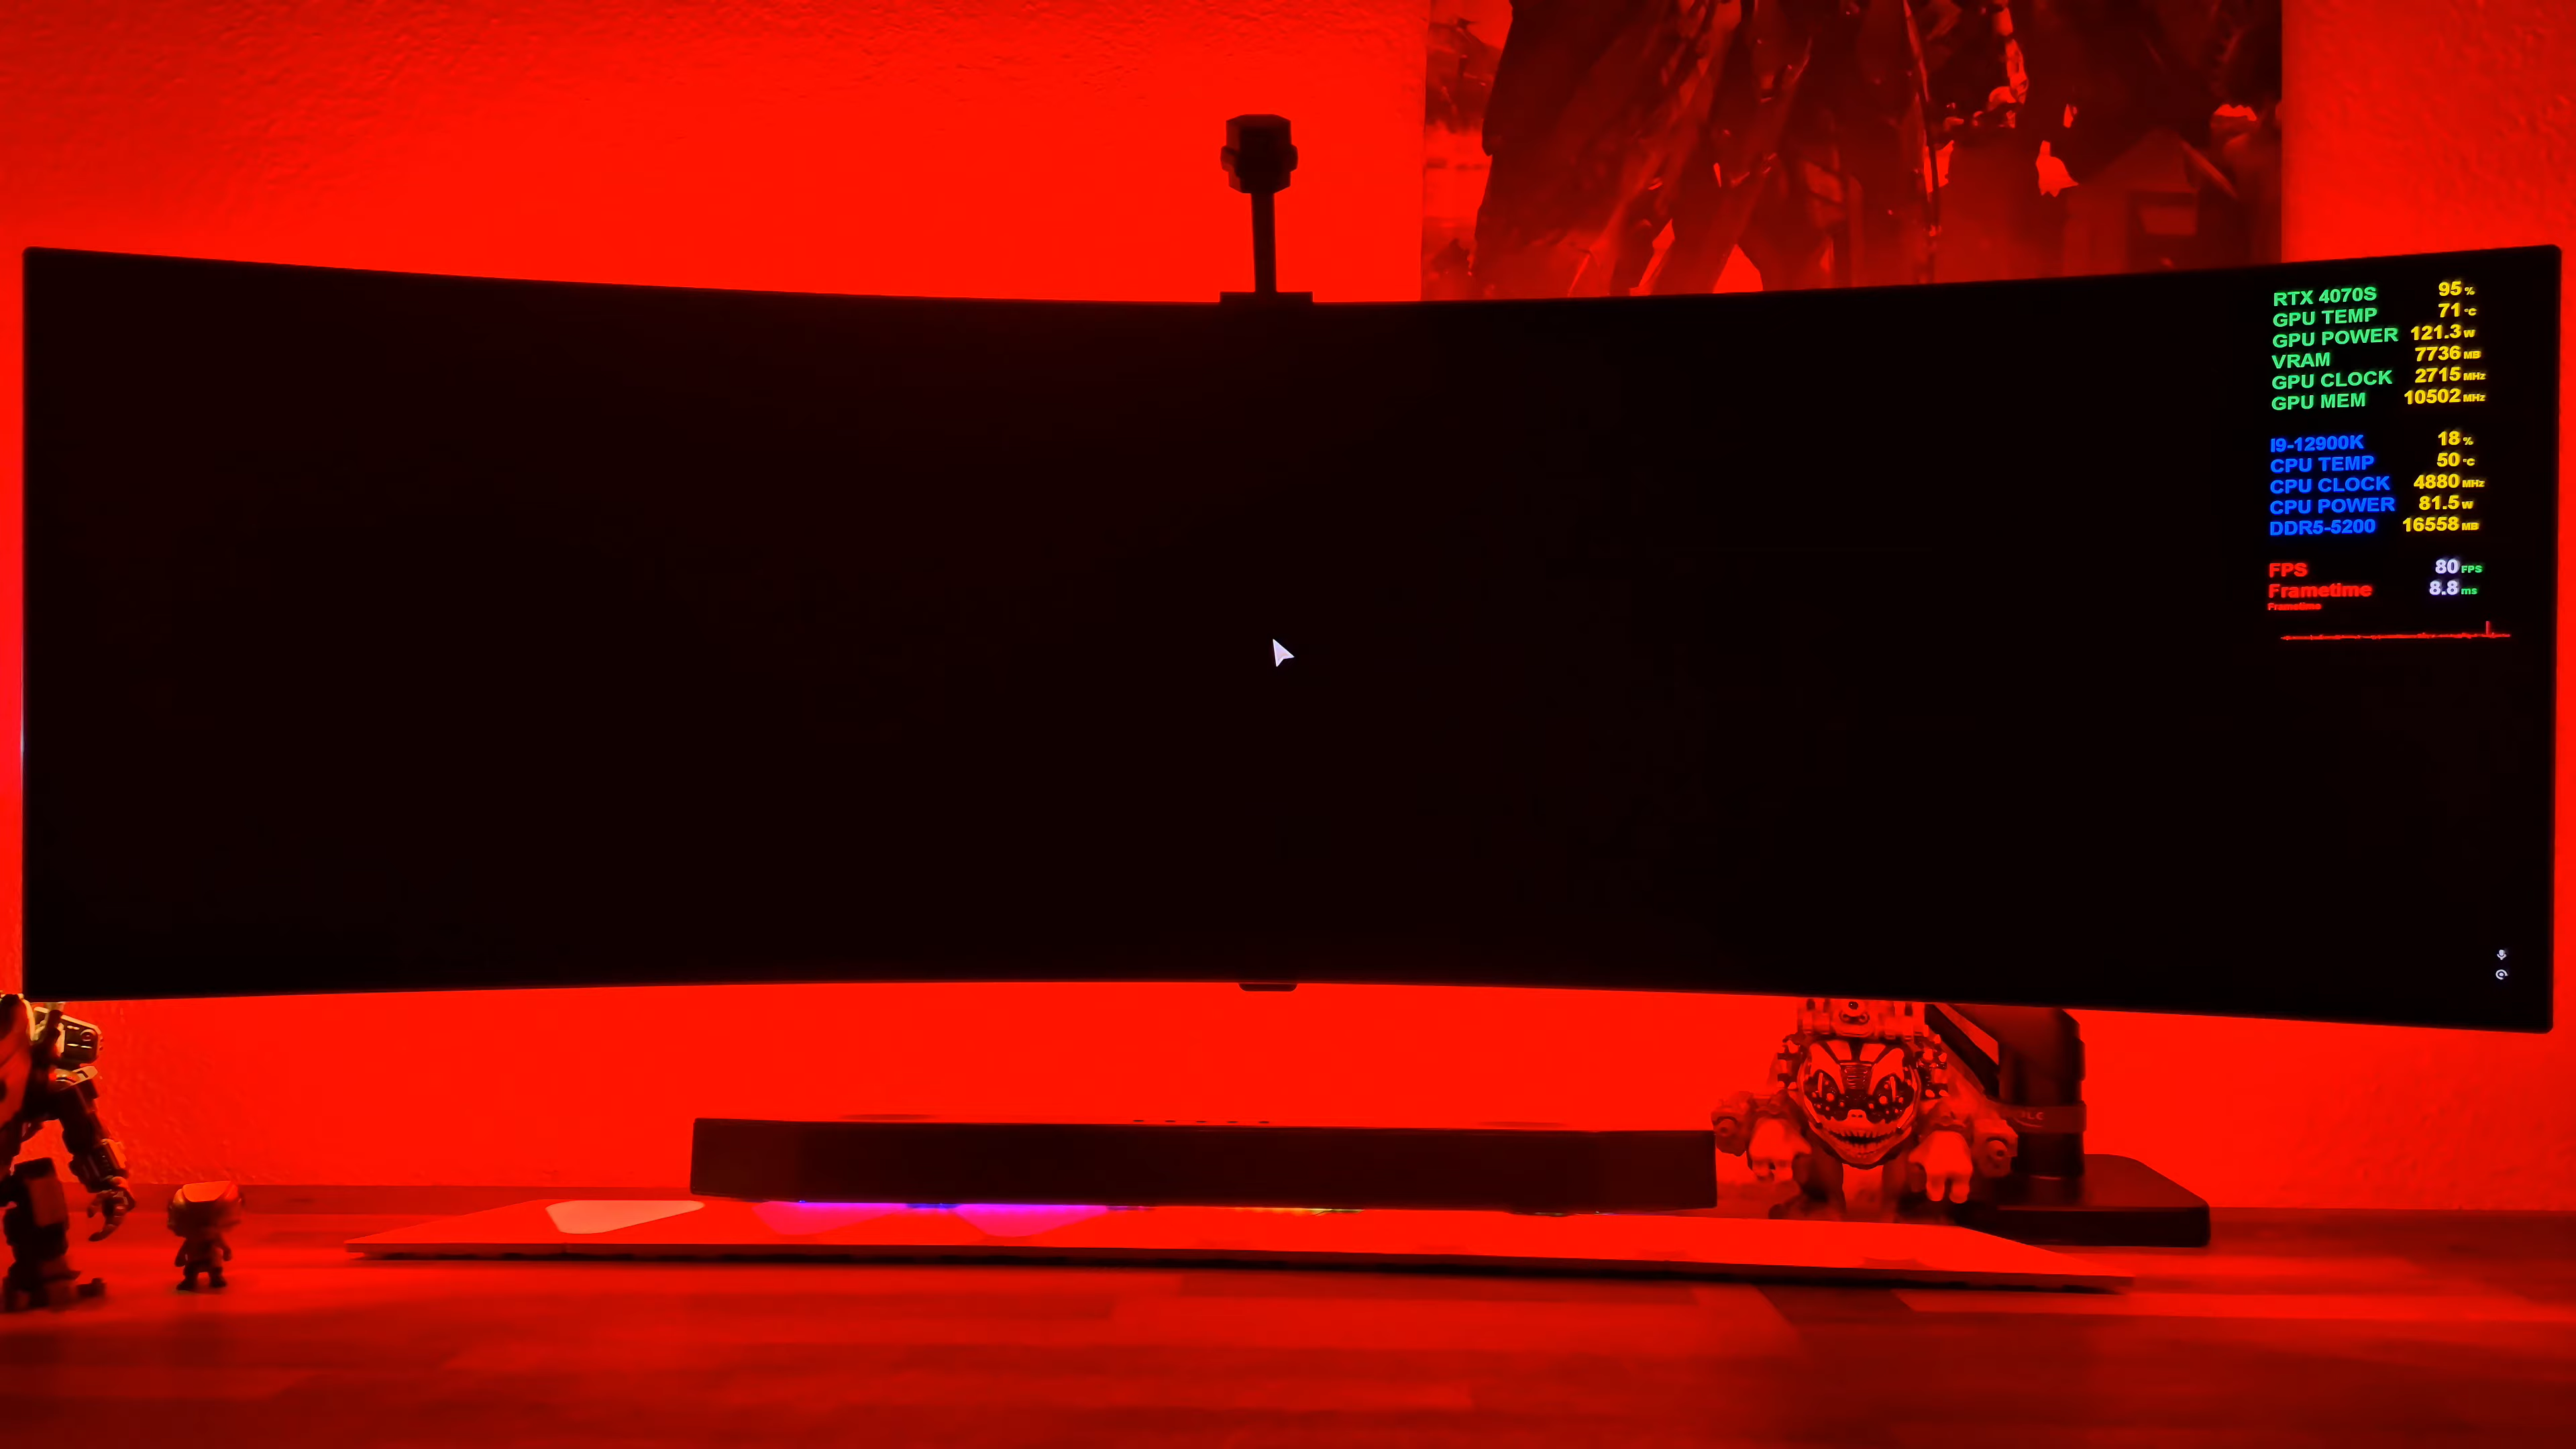 RTX 4070S 95 %
GPU TEMP 71 °C
GPU POWER 121.3 W
VRAM 7736 MB
GPU CLOCK 2715 MHz
GPU MEM 10502 MHz
I9-12900K 18 %
CPU TEMP 50 °C
CPU CLOCK 4880 MHz
CPU POWER 81.5 W
DDR5-5200 16558 MB
FPS 80 FPS
Frametime 8.8 ms
Frametime